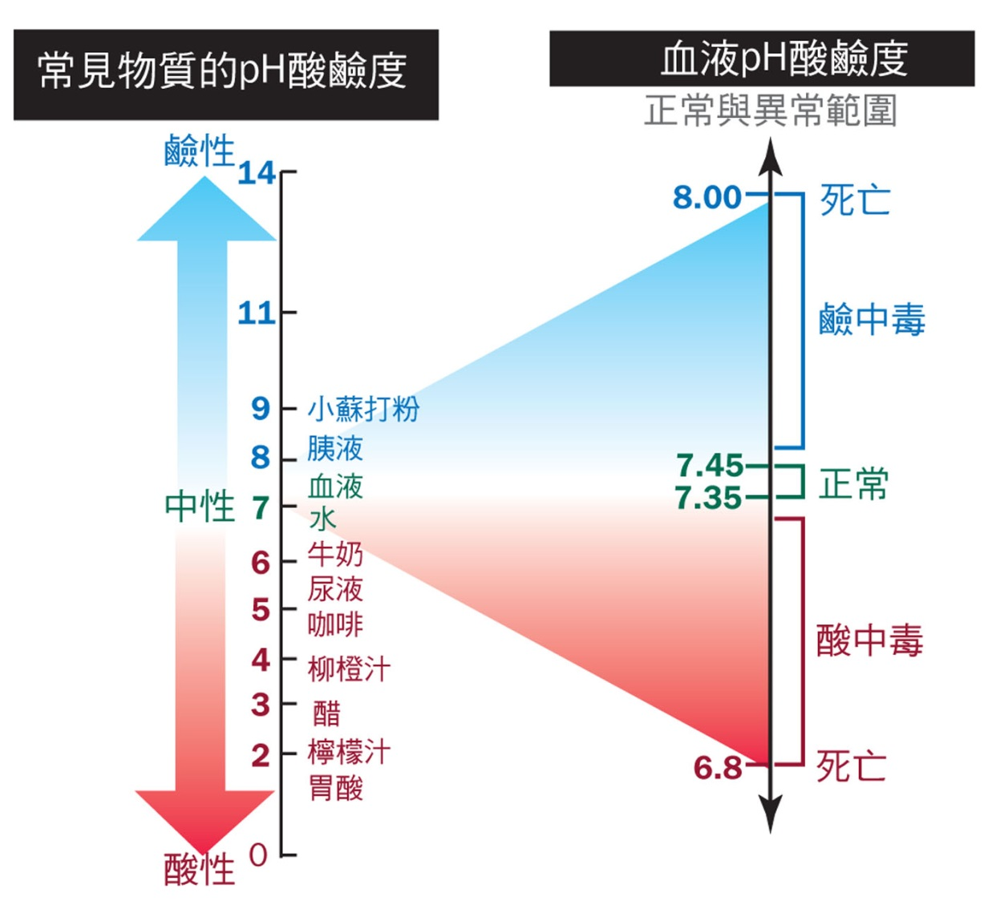 常見物質的pH酸鹼度
鹼性
14
11
9 小蘇打粉
8 胰液
血液
中性 7 水
6 牛奶
尿液
5 咖啡
4 柳橙汁
3 醋
2 檸檬汁
胃酸
0
酸性
血液pH酸鹼度
正常與異常範圍
8.00 死亡
鹼中毒
7.45
正常
7.35
酸中毒
6.8 死亡